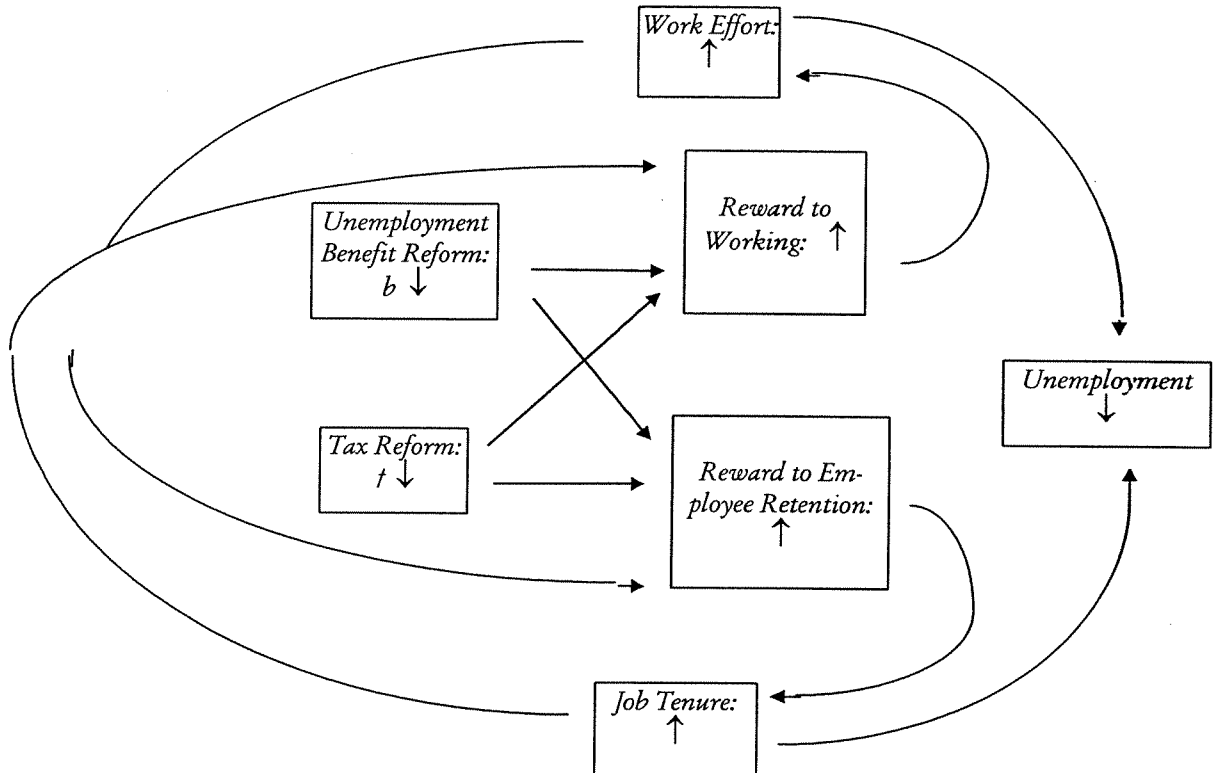 Work Effort:
↑
Unemployment
Benefit Reform:
b ↓
Reward to
Working: ↑
Unemployment
↓
Tax Reform:
t ↓
Reward to Em-
ployee Retention:
↑
Job Tenure:
↑